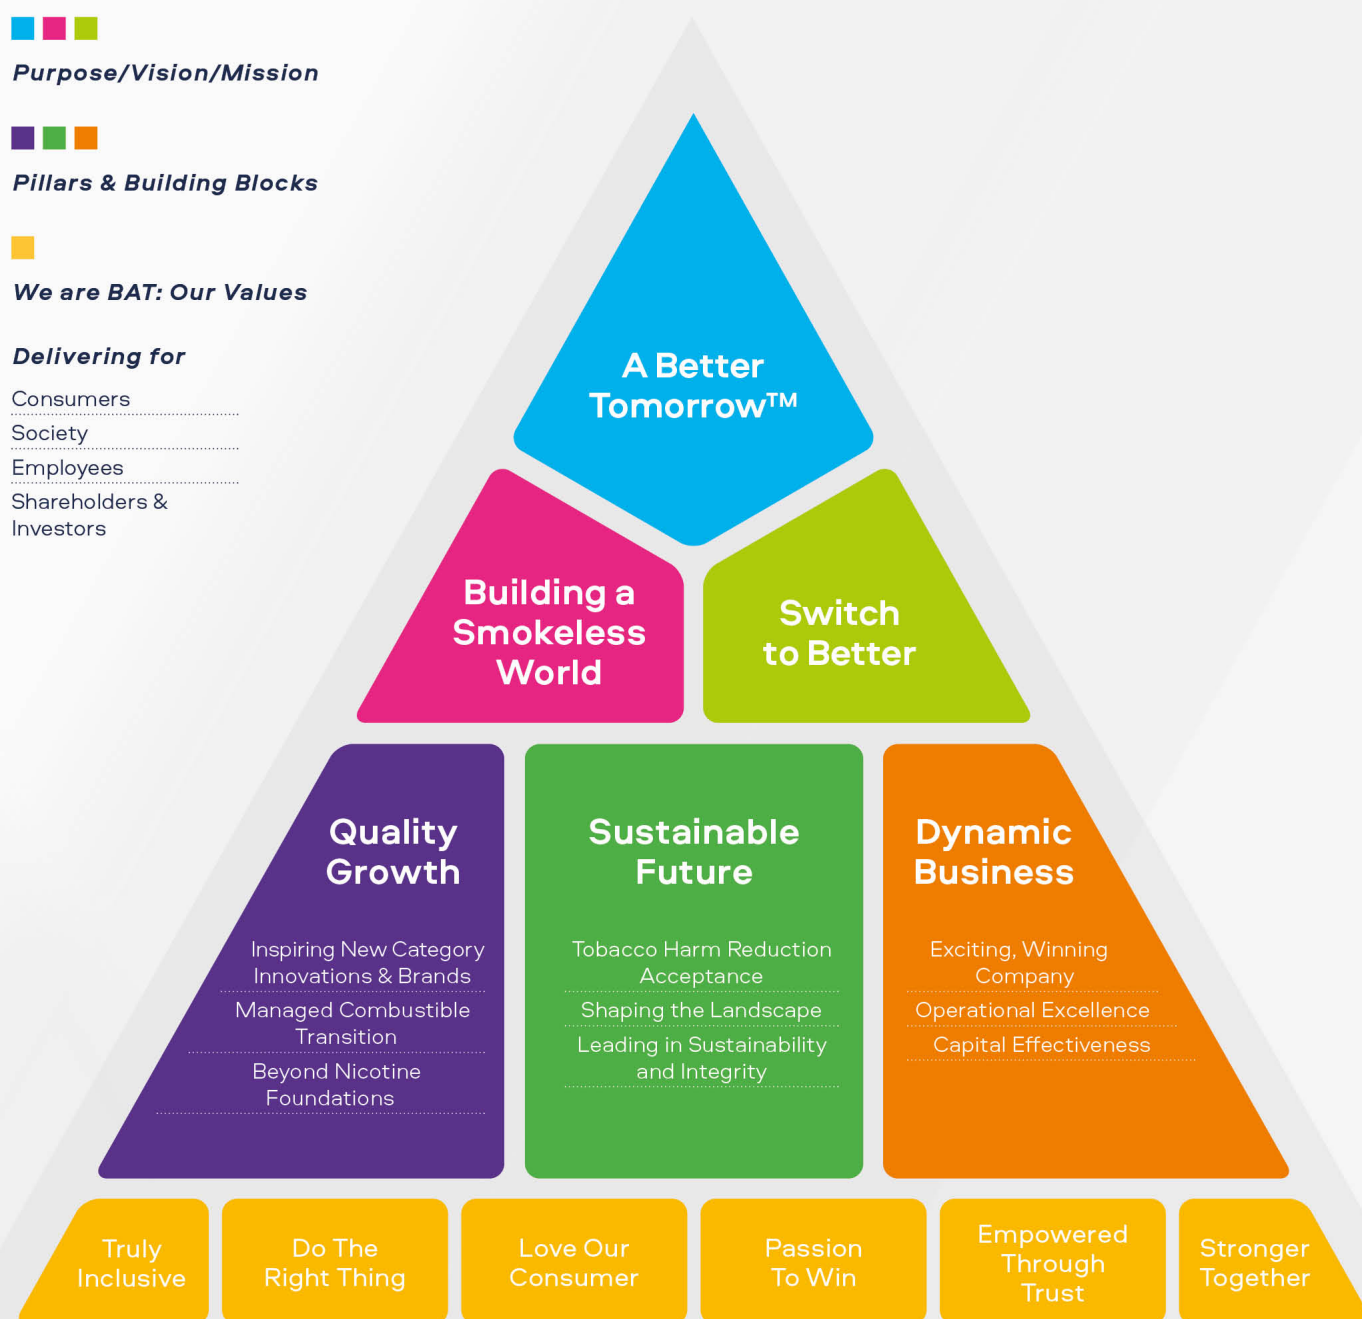 Purpose/Vision/Mission
Pillars & Building Blocks
We are BAT: Our Values
Delivering for
Consumers
Society
Employees
Shareholders &
Investors
A Better
Tomorrow™
Building a
Smokeless
World
Switch
to Better
Quality
Growth
Inspiring New Category
Innovations & Brands
Managed Combustible
Transition
Beyond Nicotine
Foundations
Sustainable
Future
Tobacco Harm Reduction
Acceptance
Shaping the Landscape
Leading in Sustainability
and Integrity
Dynamic
Business
Exciting, Winning
Company
Operational Excellence
Capital Effectiveness
Truly
Inclusive
Do The
Right Thing
Love Our
Consumer
Passion
To Win
Empowered
Through
Trust
Stronger
Together